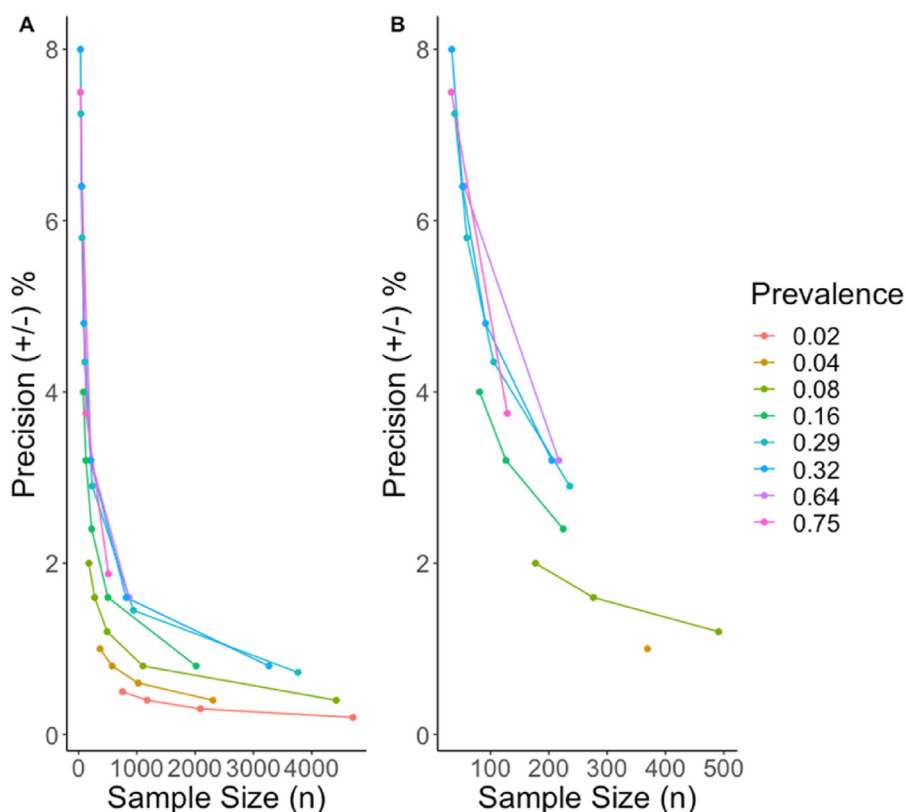 A
B
8
6
4
2
0
Precision (+/-) %
0 1000 2000 3000 4000
Sample Size (n)
8
6
4
2
0
Precision (+/-) %
100 200 300 400 500
Sample Size (n)
Prevalence
0.02
0.04
0.08
0.16
0.29
0.32
0.64
0.75